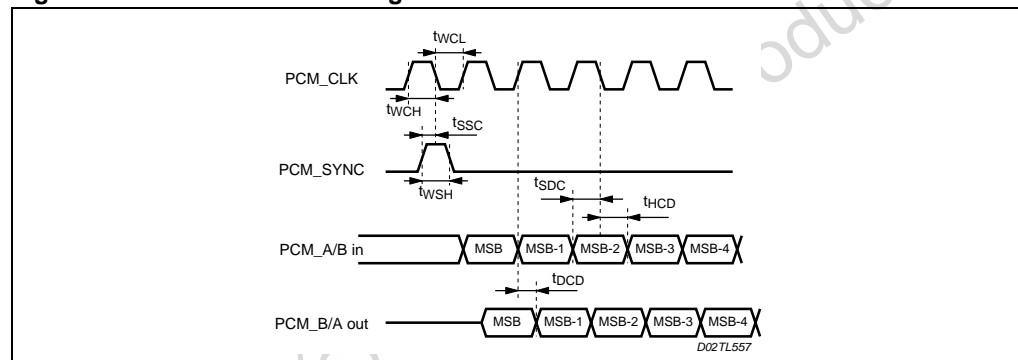 tWCL
PCM_CLK
tWCH
tSSC
PCM_SYNC
tWSH
tSDC
tHCD
PCM_A/B in
MSB MSB-1 MSB-2 MSB-3 MSB-4
tDCD
PCM_B/A out
MSB MSB-1 MSB-2 MSB-3 MSB-4
D02TL557